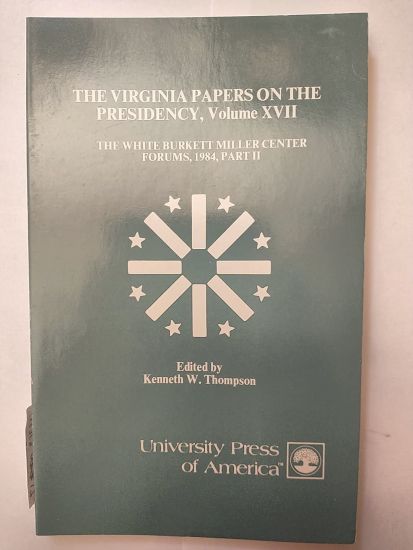 THE VIRGINIA PAPERS ON THE
PRESIDENCY, Volume XVII
THE WHITE BURKETT MILLER CENTER
FORUMS, 1984, PART II
Edited by
Kenneth W. Thompson
University Press
of America™